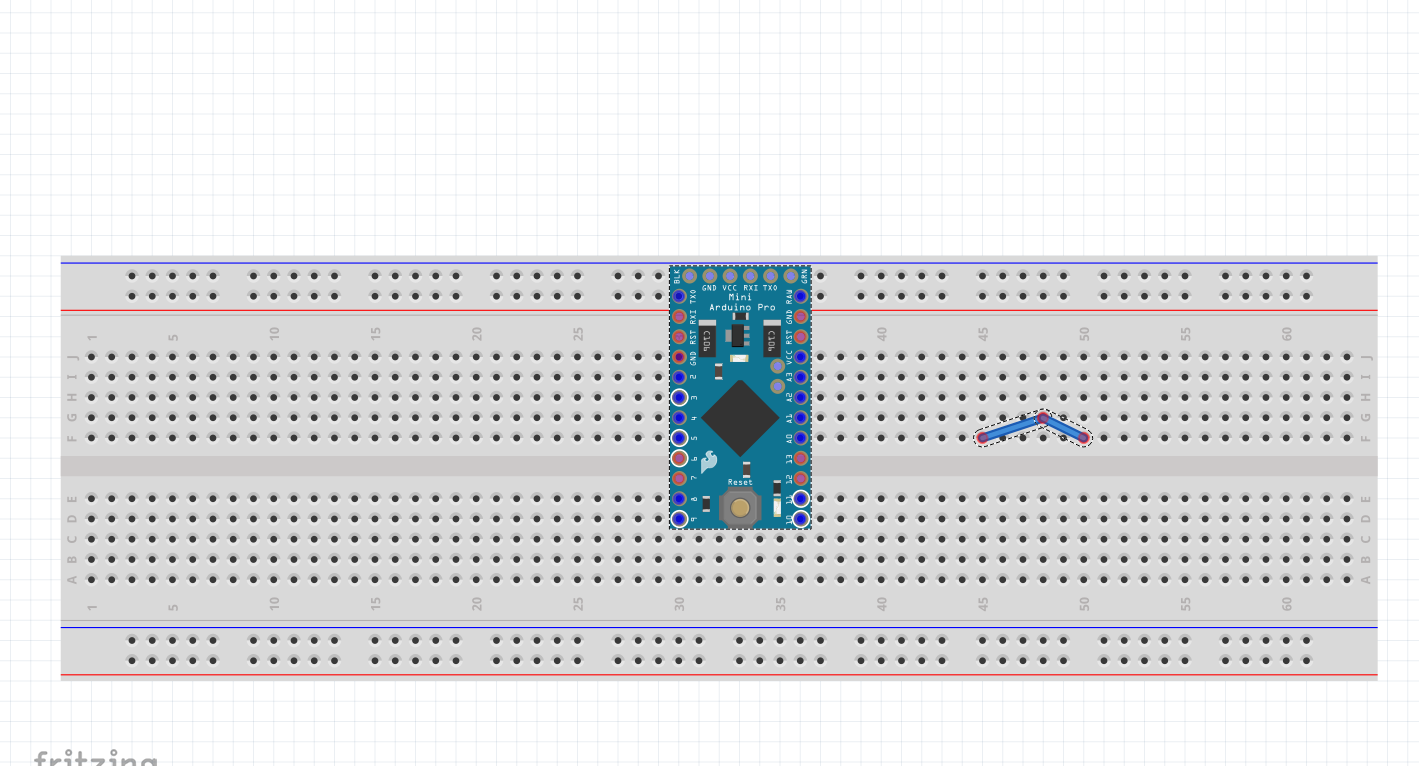 BLK GRN
GND VCC RXI TXO
Mini
Arduino Pro
TXO RAW
RXI GND
RST RST
GND VCC
2 A3
3 A2
4 A1
5 A0
6 13
7 12
8 11
9 10
C10b C10b
Reset
1 5 10 15 20 25 40 45 50 55 60
J J
I I
H H
G G
F F
E E
D D
C C
B B
A A
1 5 10 15 20 25 30 35 40 45 50 55 60
fritzing